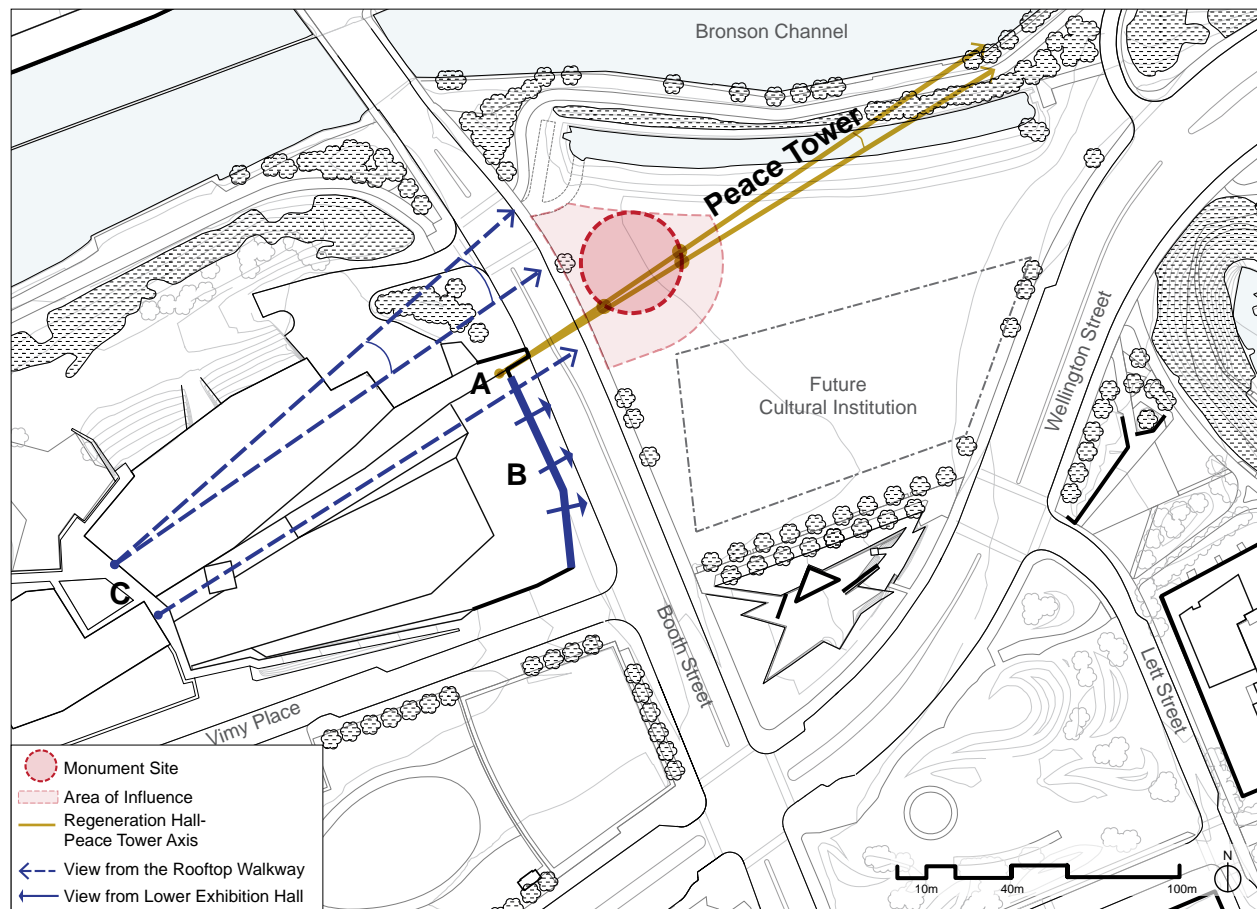 Bronson Channel
Peace Tower
A
B
C
Future
Cultural Institution
Wellington Street
Booth Street
Left Street
Vimy Place
Monument Site
Area of Influence
Regeneration Hall-
Peace Tower Axis
View from the Rooftop Walkway
View from Lower Exhibition Hall
10m 40m 100m
N